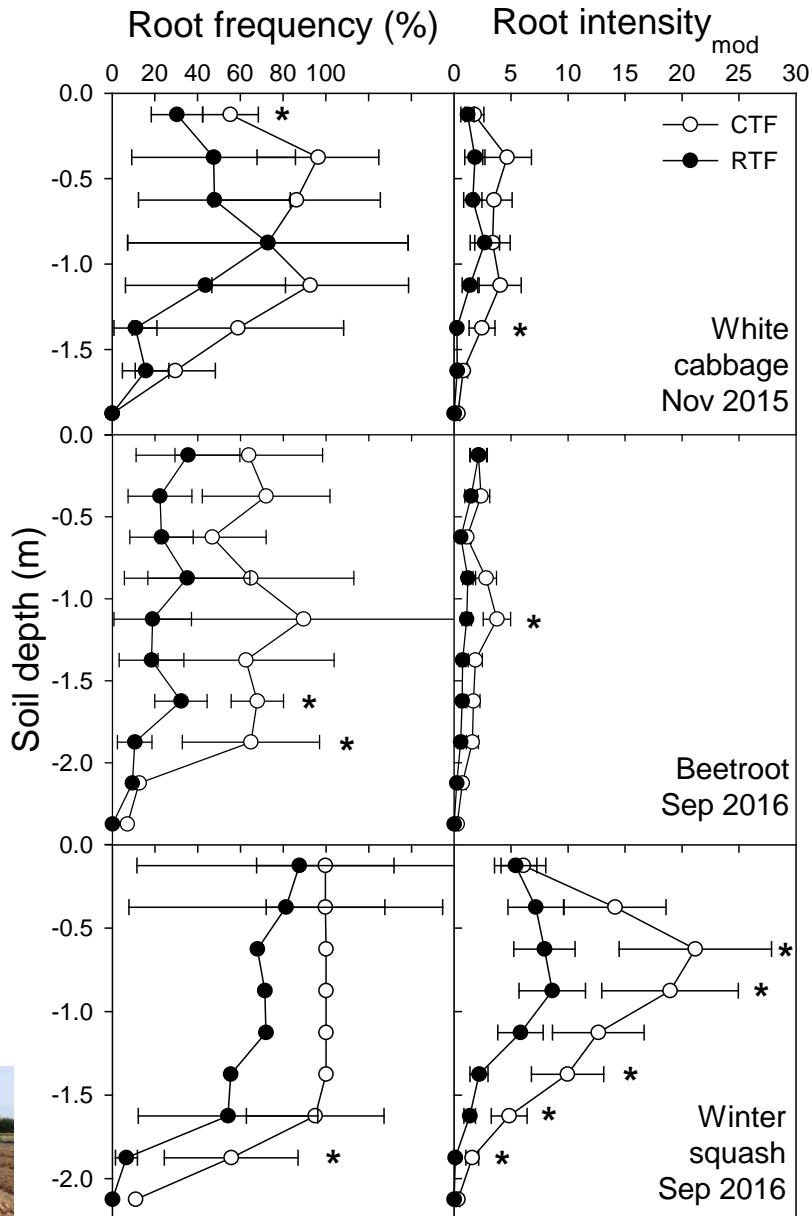 Root frequency (%)
Root intensity mod
0 20 40 60 80 100
0 5 10 15 20 25 30
0.0
-0.5
-1.0
-1.5
*
CTF
RTF
*
White
cabbage
Nov 2015
Soil depth (m)
0.0
-0.5
-1.0
-1.5
-2.0
*
*
*
Beetroot
Sep 2016
0.0
-0.5
-1.0
-1.5
-2.0
*
*
*
*
*
*
Winter
squash
Sep 2016